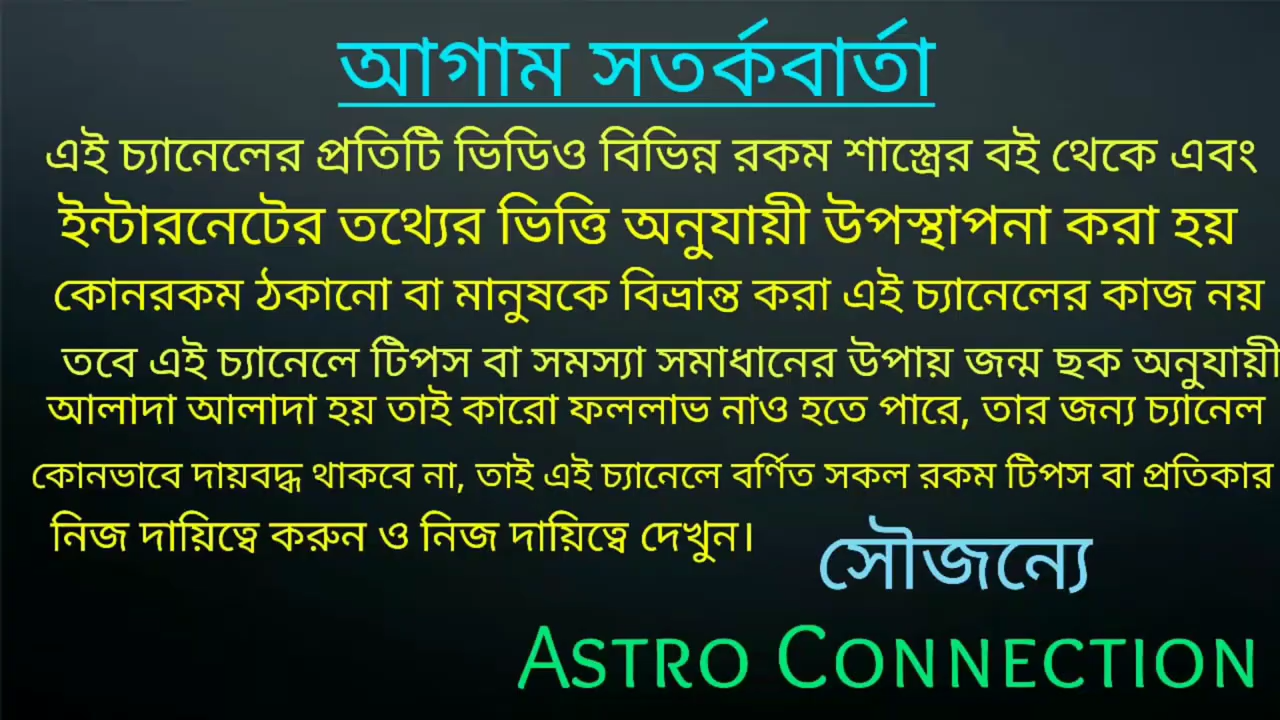 আগাম সতর্কবার্তা
এই চ্যানেলের প্রতিটি ভিডিও বিভিন্ন রকম শাস্ত্রের বই থেকে এবং
ইন্টারনেটের তথ্যের ভিত্তি অনুযায়ী উপস্থাপনা করা হয়
কোনরকম ঠকানো বা মানুষকে বিভ্রান্ত করা এই চ্যানেলের কাজ নয়
তবে এই চ্যানেলে টিপস বা সমস্যা সমাধানের উপায় জন্ম ছক অনুযায়ী
আলাদা আলাদা হয় তাই কারো ফললাভ নাও হতে পারে, তার জন্য চ্যানেল
কোনভাবে দায়বদ্ধ থাকবে না, তাই এই চ্যানেলে বর্ণিত সকল রকম টিপস বা প্রতিকার
নিজ দায়িত্বে করুন ও নিজ দায়িত্বে দেখুন।
সৌজন্যে
Astro Connection